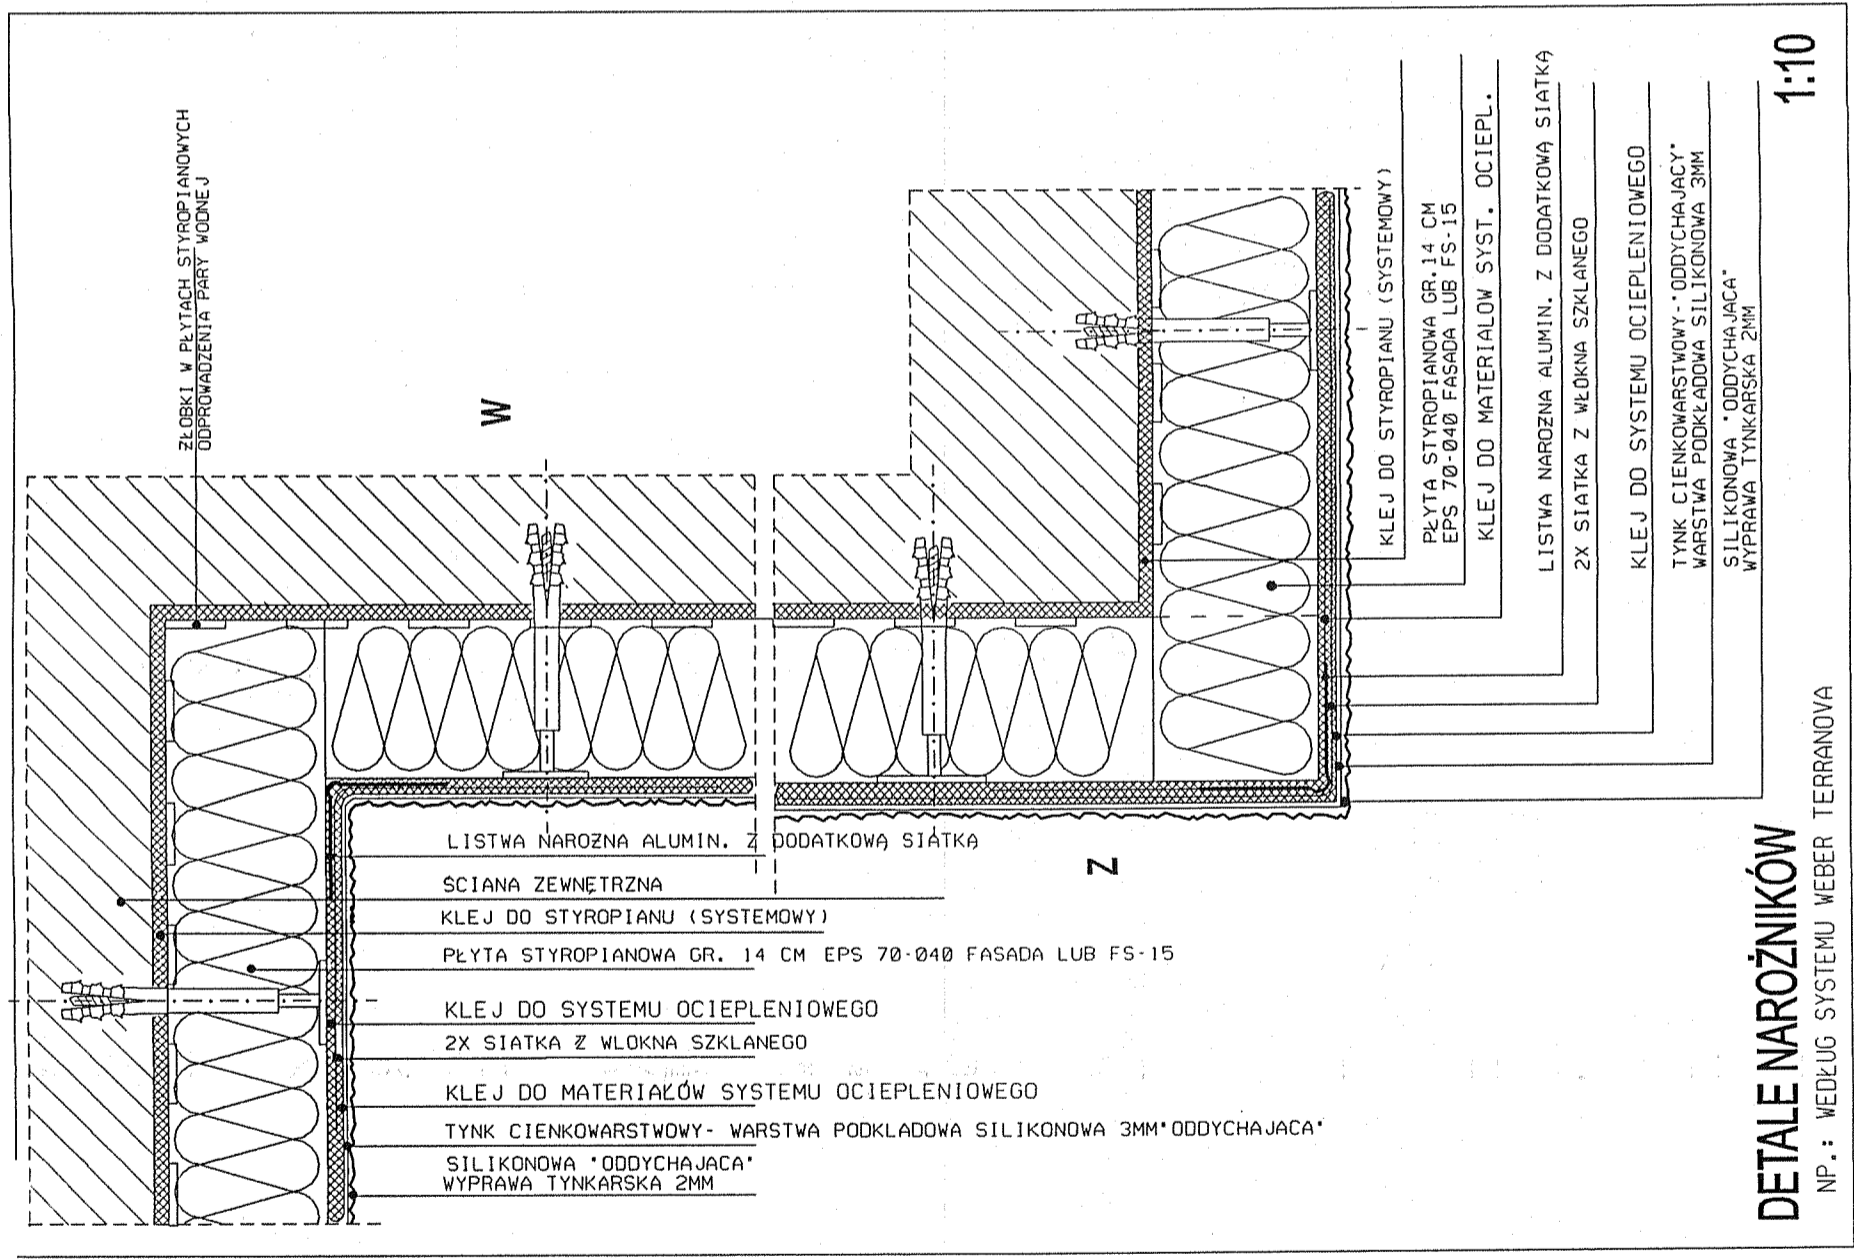 ZŁOBKI W PŁYTACH STYROPIANOWYCH
ODPROWADZENIA PARY WODNEJ
W
KLEJ DO STYROPIANU (SYSTEMOWY)
PŁYTA STYROPIANOWA GR.14 CM
EPS 70-040 FASADA LUB FS-15
KLEJ DO MATERIALOW SYST. OCIEPL.
LISTWA NAROZNA ALUMIN. Z DODATKOWĄ SIATKĄ
2X SIATKA Z WŁOKNA SZKLANEGO
KLEJ DO SYSTEMU OCIEPLENIOWEGO
TYNK CIENKOWARSTWOWY-"ODDYCHAJACY"
WARSTWA PODKŁADOWA SILIKONOWA 3MM
SILIKONOWA "ODDYCHAJACA"
WYPRAWA TYNKARSKA 2MM
LISTWA NAROZNA ALUMIN. Z DODATKOWĄ SIATKĄ
ŚCIANA ZEWNĘTRZNA
KLEJ DO STYROPIANU (SYSTEMOWY)
PŁYTA STYROPIANOWA GR. 14 CM EPS 70-040 FASADA LUB FS-15
KLEJ DO SYSTEMU OCIEPLENIOWEGO
2X SIATKA Z WLOKNA SZKLANEGO
KLEJ DO MATERIAŁÓW SYSTEMU OCIEPLENIOWEGO
TYNK CIENKOWARSTWOWY- WARSTWA PODKLADOWA SILIKONOWA 3MM"ODDYCHAJACA"
SILIKONOWA "ODDYCHAJACA"
WYPRAWA TYNKARSKA 2MM
Z
DETALE NAROŻNIKÓW
1:10
NP.: WEDŁUG SYSTEMU WEBER TERRANOVA